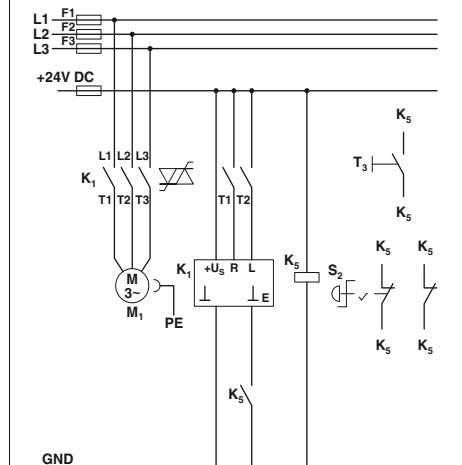 L1 F1
L2 F2
L3 F3
+24V DC
K5
L1 L2 L3
K1
T3
T1 T2 T3
T1 T2
K5
K1
+US R L
K5
S2
K5 K5
M
3~
E
M1
PE
K5 K5
K5
GND